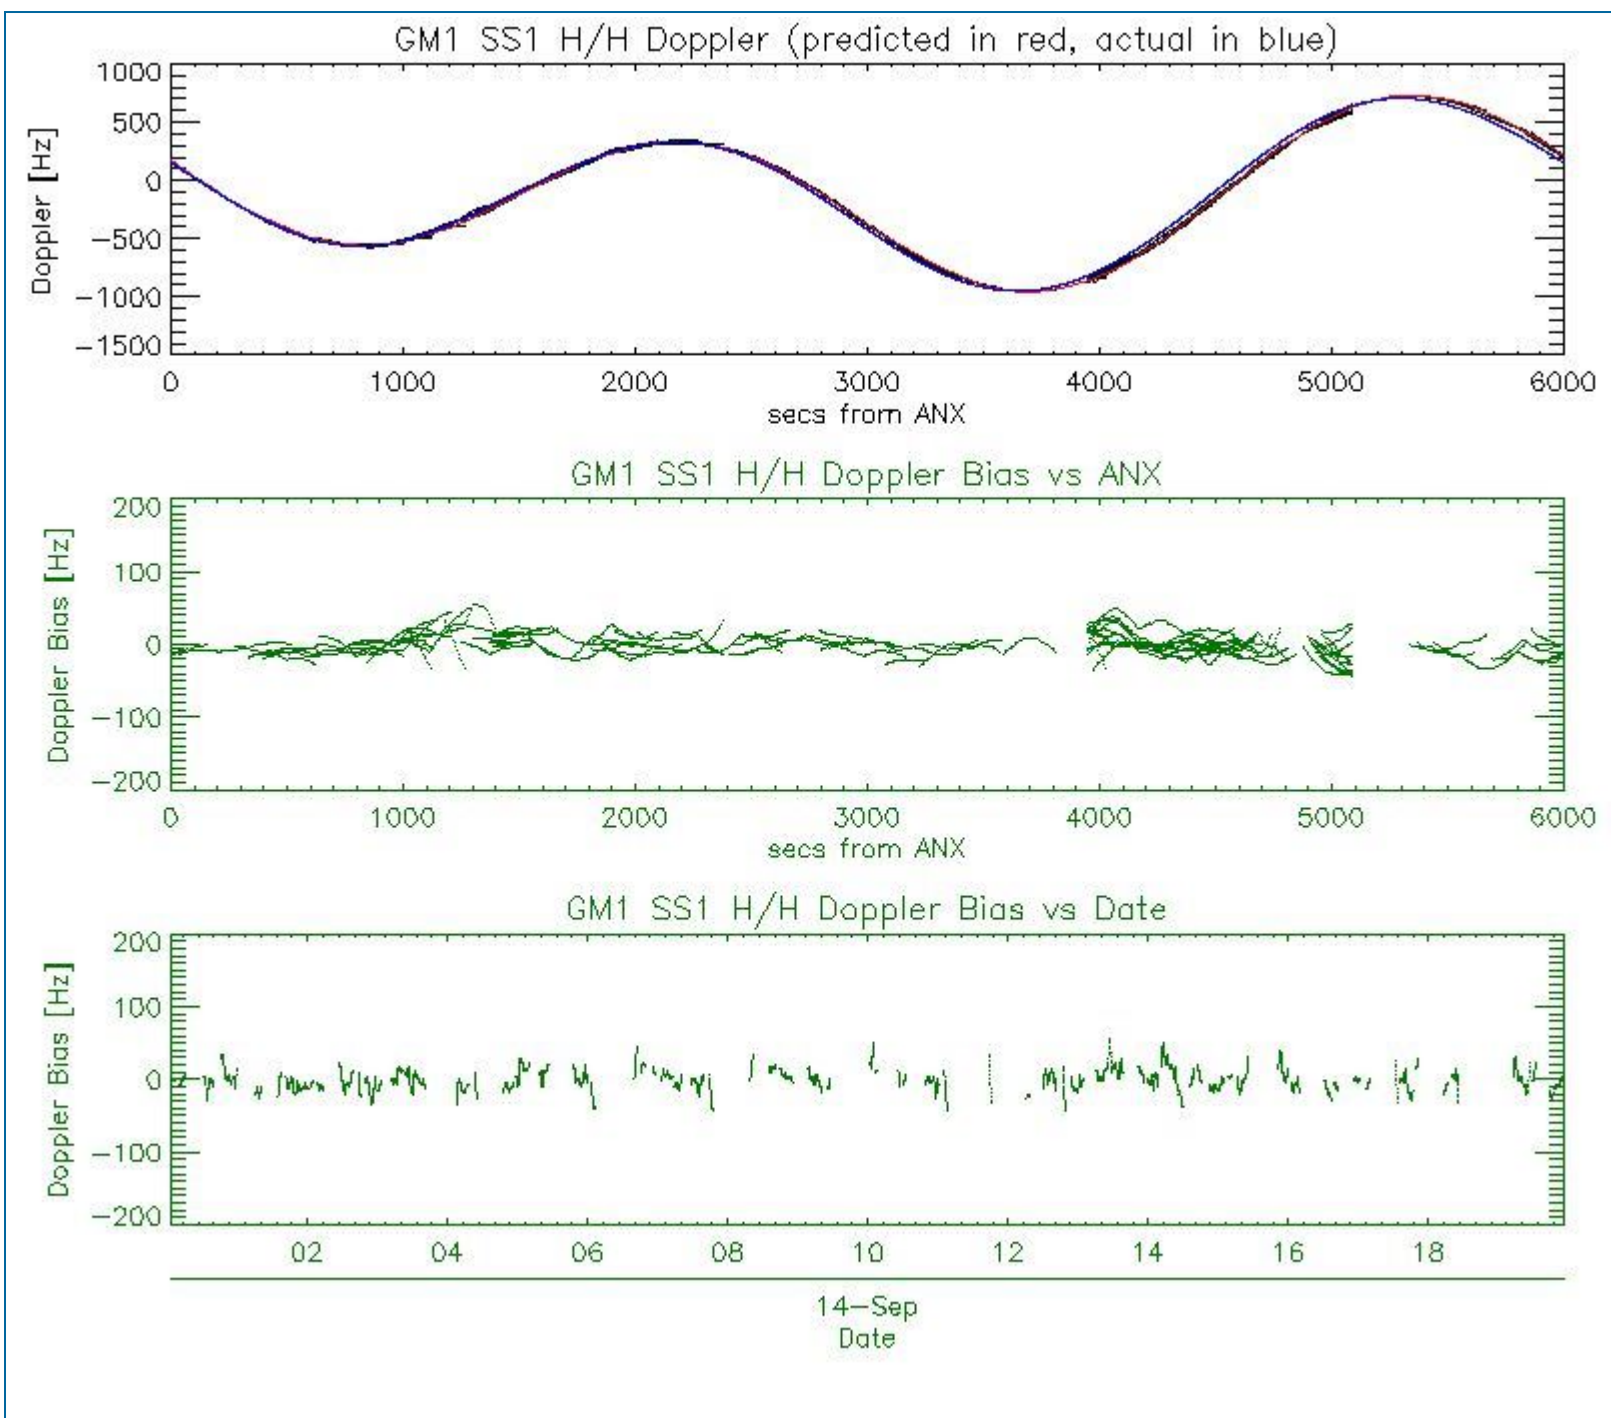 GM1 SS1 H/H Doppler (predicted in red, actual in blue)
Doppler [Hz]
1000
500
0
−500
−1000
−1500
0 1000 2000 3000 4000 5000 6000
secs from ANX
GM1 SS1 H/H Doppler Bias vs ANX
Doppler Bias [Hz]
200
100
0
−100
−200
0 1000 2000 3000 4000 5000 6000
secs from ANX
GM1 SS1 H/H Doppler Bias vs Date
Doppler Bias [Hz]
200
100
0
−100
−200
02 04 06 08 10 12 14 16 18
14−Sep
Date